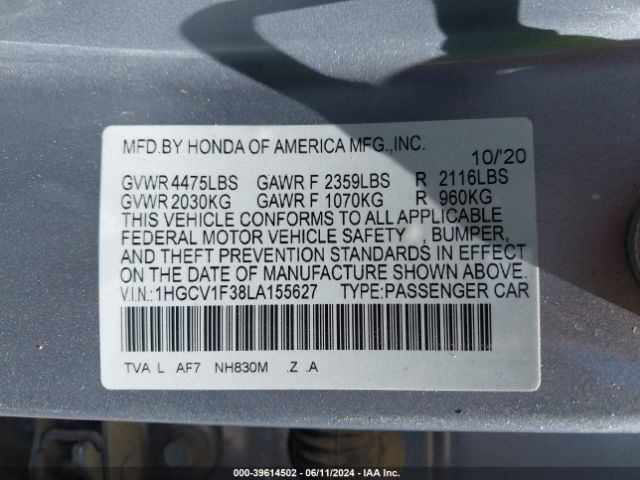 MFD.BY HONDA OF AMERICA MFG.,INC.
10/'20
GVWR 4475LBS GAWR F 2359LBS R 2116LBS
GVWR 2030KG GAWR F 1070KG R 960KG
THIS VEHICLE CONFORMS TO ALL APPLICABLE
FEDERAL MOTOR VEHICLE SAFETY , BUMPER,
AND THEFT PREVENTION STANDARDS IN EFFECT
ON THE DATE OF MANUFACTURE SHOWN ABOVE.
V.I.N.: 1HGCV1F38LA155627 TYPE:PASSENGER CAR
TVA L AF7 NH830M .Z .A
000-39614502 - 06/11/2024 - IAA Inc.